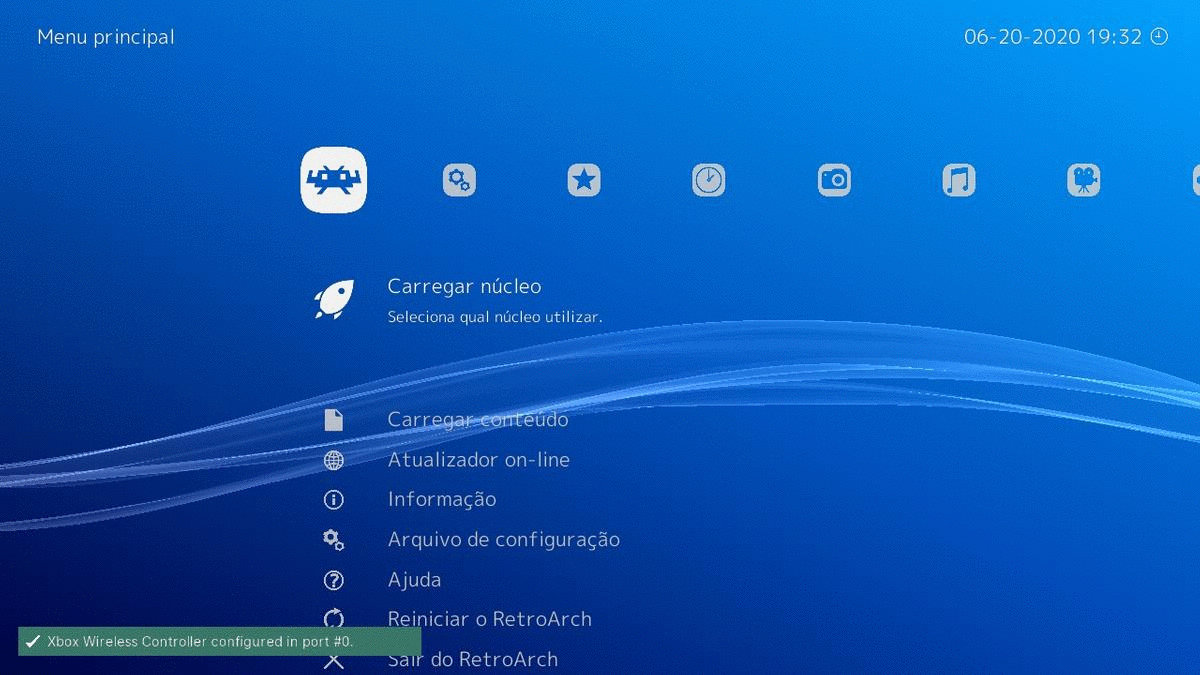 Menu principal
06-20-2020 19:32
Carregar núcleo
Seleciona qual núcleo utilizar.
Carregar conteúdo
Atualizador on-line
Informação
Arquivo de configuração
Ajuda
Reiniciar o RetroArch
Xbox Wireless Controller configured in port #0.
Sair do RetroArch